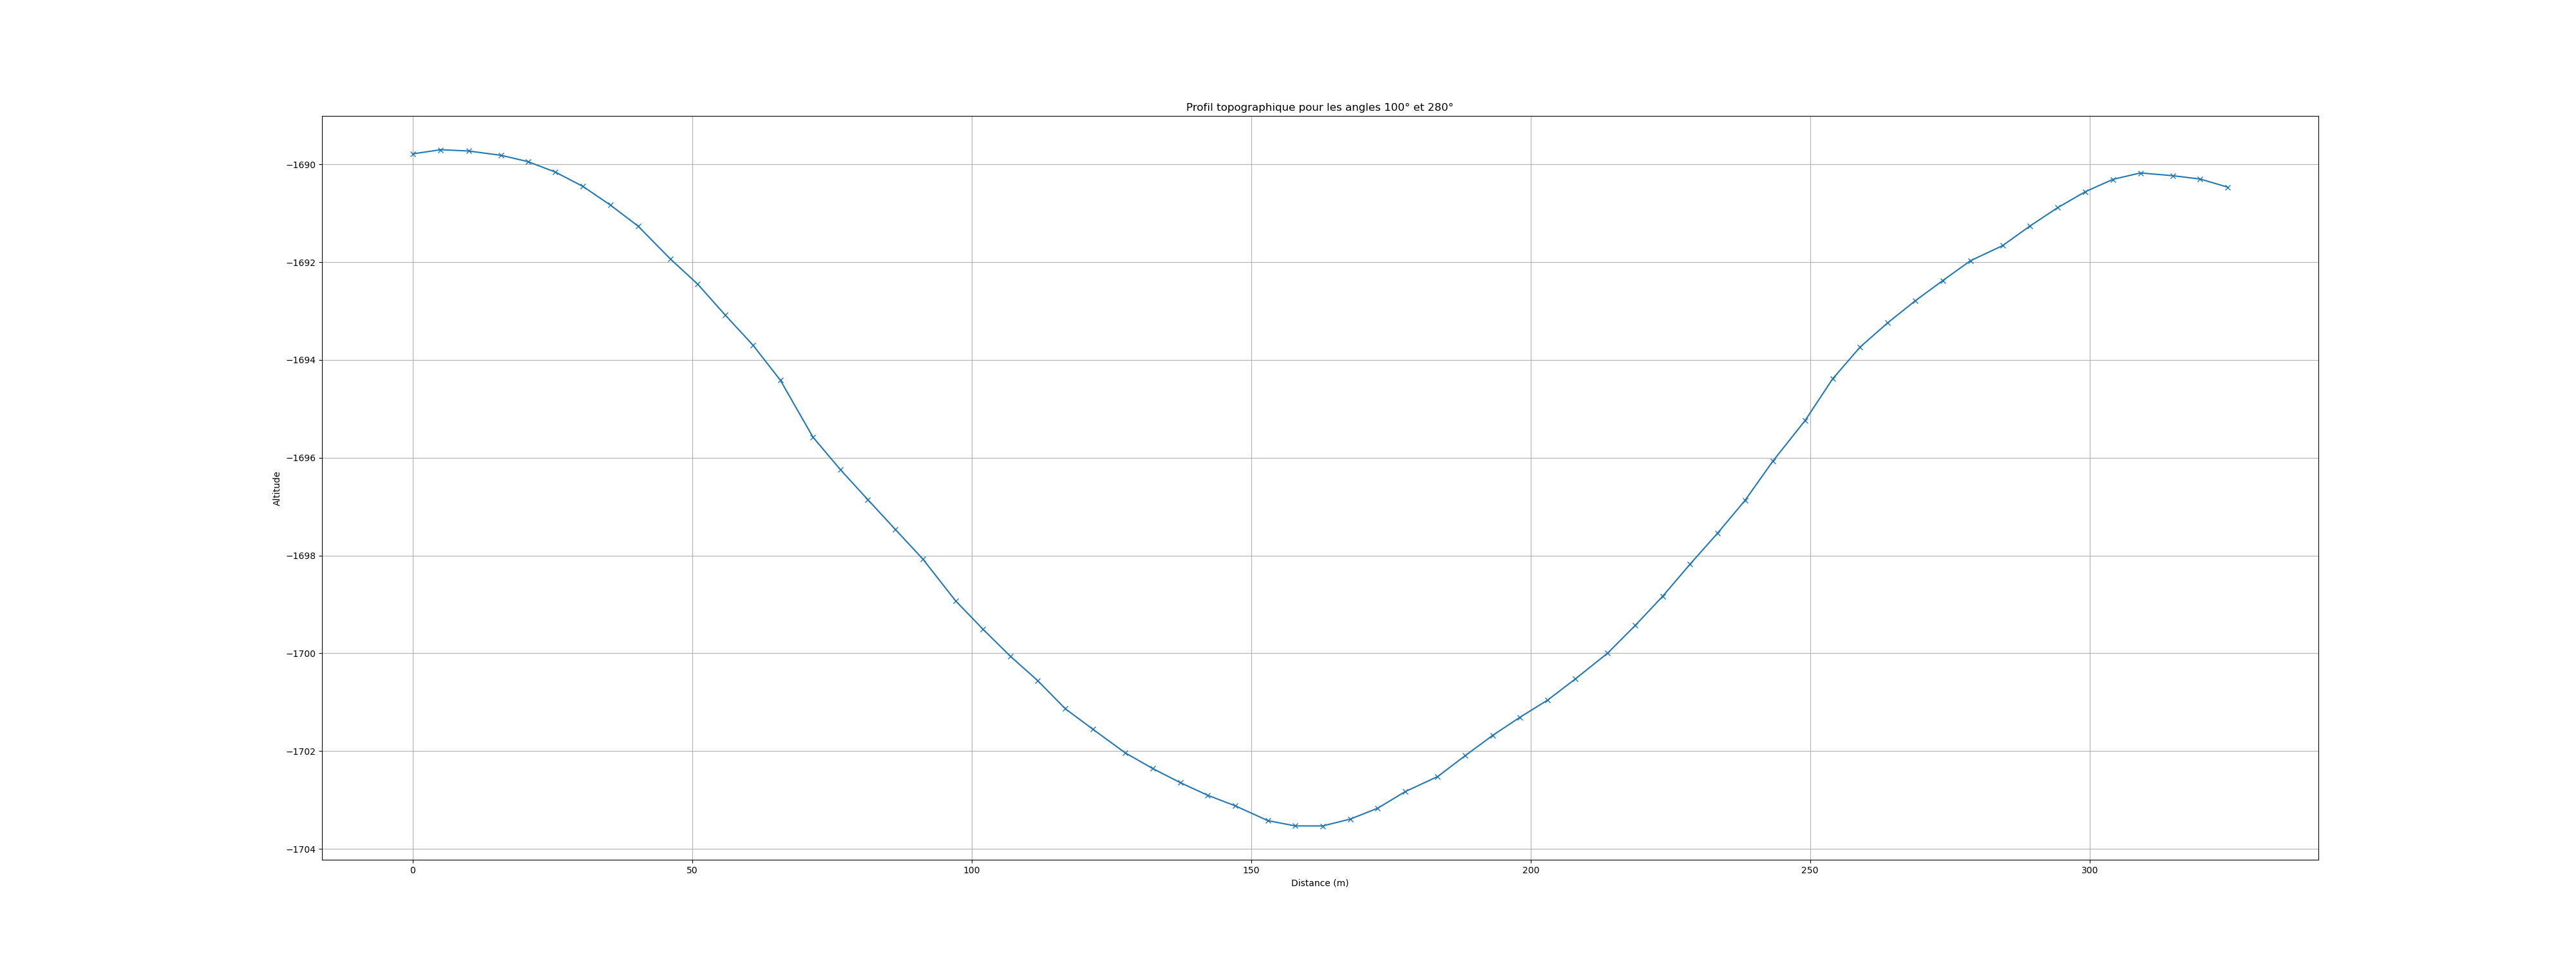 Profil topographique pour les angles 100° et 280°
−1690
−1692
−1694
−1696
−1698
−1700
−1702
−1704
Altitude
0 50 100 150 200 250 300
Distance (m)